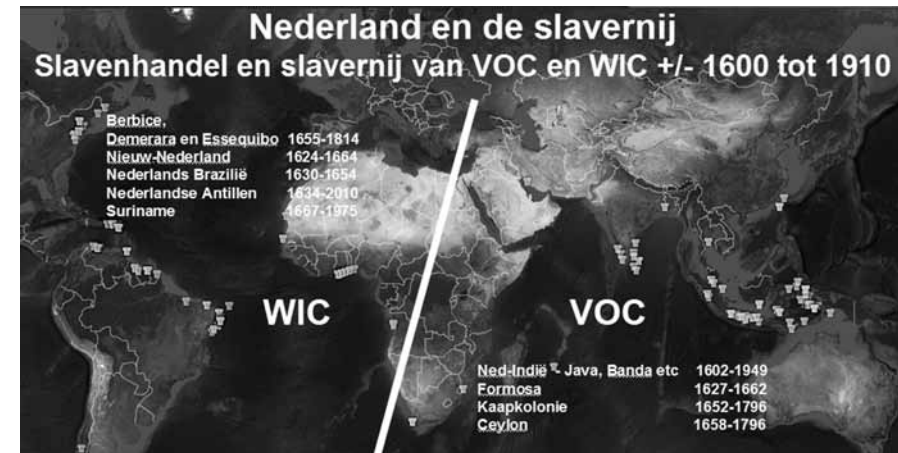 Nederland en de slavernij
Slavenhandel en slavernij van VOC en WIC +/- 1600 tot 1910
Berbice,
Demerara en Essequibo 1655-1814
Nieuw-Nederland 1624-1664
Nederlands Brazilië 1630-1654
Nederlandse Antillen 1634-2010
Suriname 1667-1975
WIC
VOC
Ned-Indië - Java, Banda etc 1602-1949
Formosa 1627-1662
Kaapkolonie 1652-1796
Ceylon 1658-1796